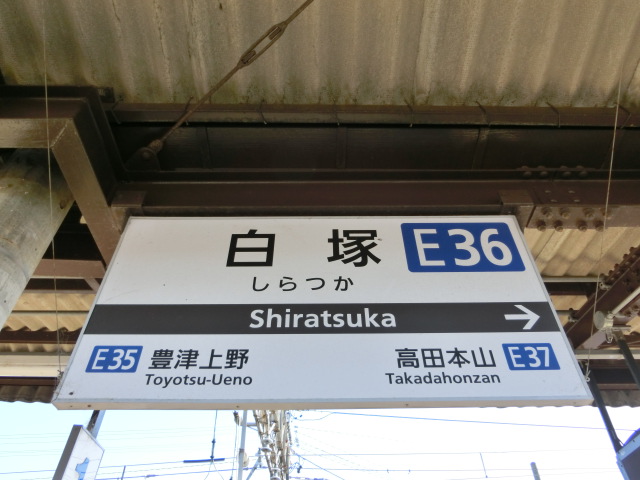 白塚 E36
しらつか
Shiratsuka →
E35 豊津上野 高田本山 E37
Toyotsu-Ueno Takadahonzan